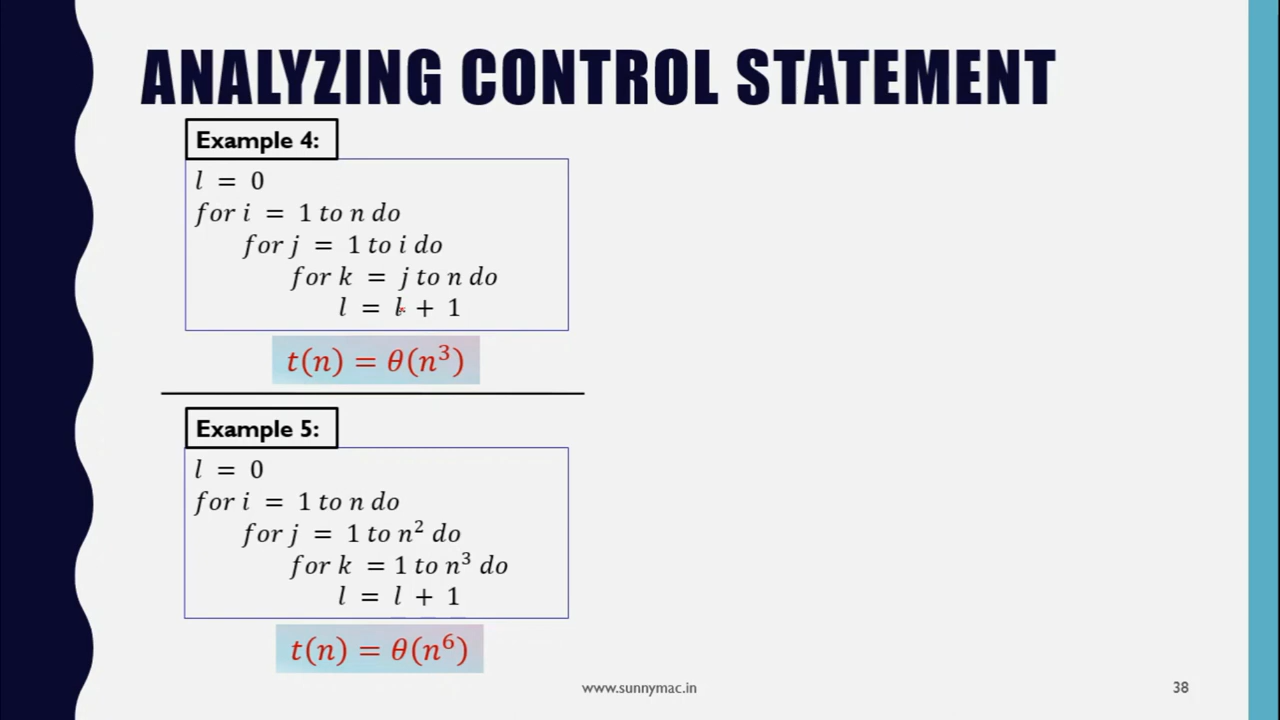 ANALYZING CONTROL STATEMENT
Example 4:
l = 0
for i = 1 to n do
for j = 1 to i do
for k = j to n do
l = l + 1
t(n) = θ(n³)
Example 5:
l = 0
for i = 1 to n do
for j = 1 to n² do
for k = 1 to n³ do
l = l + 1
t(n) = θ(n⁶)
www.sunnymac.in
38